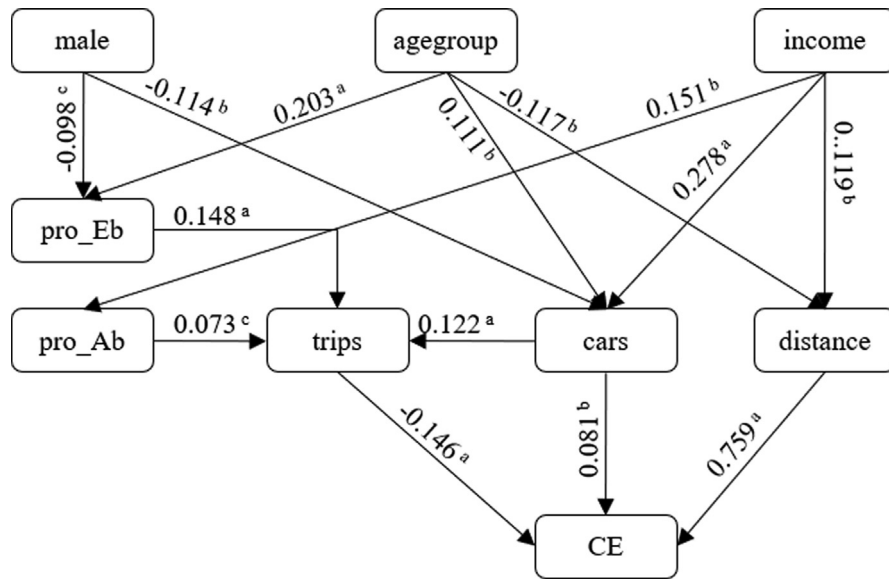 male
agegroup
income
-0.098 c
-0.114 b
0.203 a
0.111 b
-0.117 b
0.151 b
0.278 a
0..119 b
pro_Eb
0.148 a
pro_Ab
0.073 c
trips
0.122 a
cars
distance
-0.146 a
0.081 b
0.759 a
CE